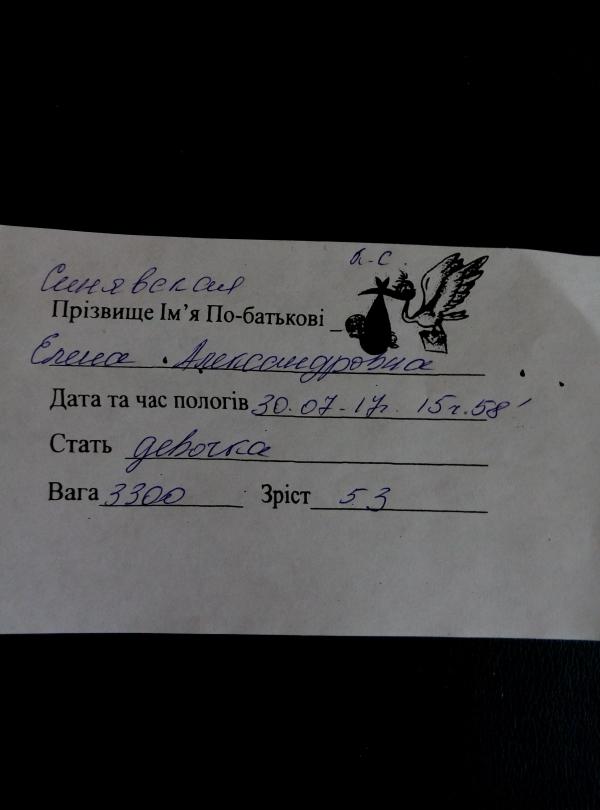 к-с.
Синявская
Прізвище Ім’я По-батькові _
Елена Александровна
Дата та час пологів 30.07.17г. 15ч.58'
Стать девочка
Вага 3300 Зріст 53